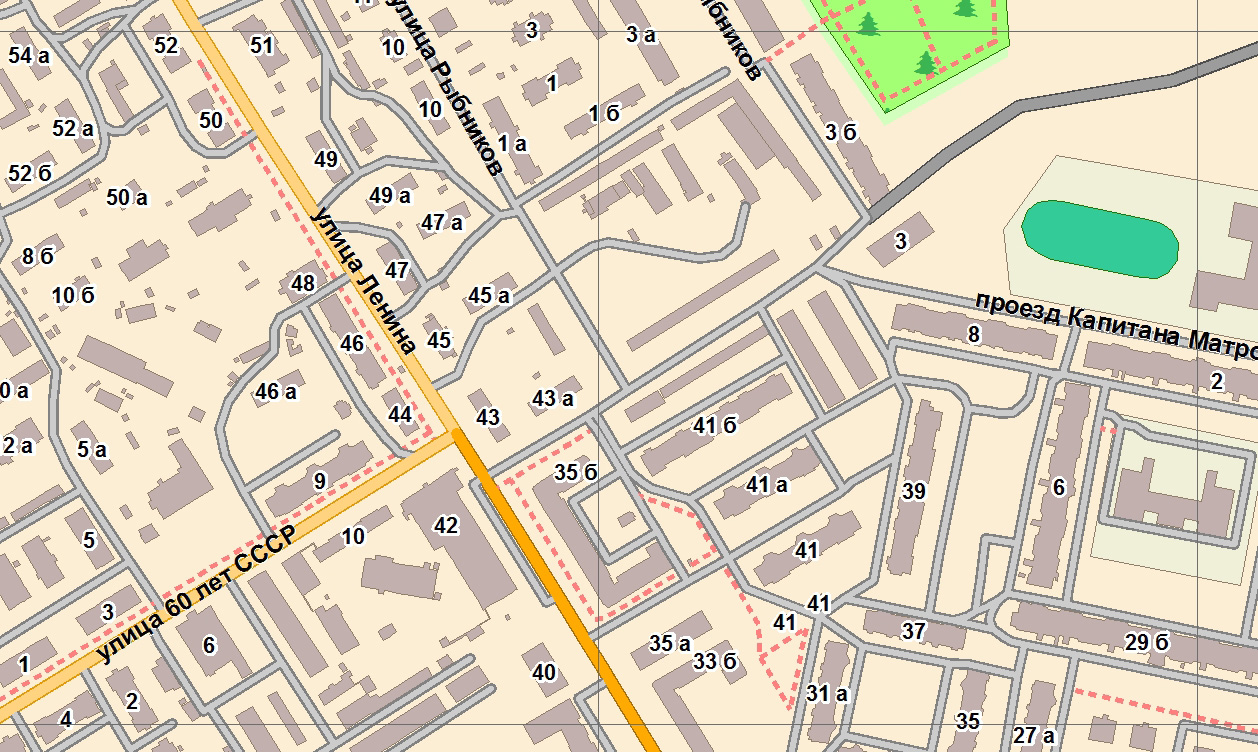 54 а
52
51
10
3
3 а
улица Рыбников
52 а
50
10
1
1 б
3 б
52 б
50 а
49
1 а
49 а
47 а
3
8 б
улица Ленина
47
48
10 б
45 а
проезд Капитана Матро
46
45
8
2
0 а
46 а
43 а
44
43
41 б
2 а
5 а
35 б
9
41 а
39
6
5
10
42
41
улица 60 лет СССР
3
41
41
37
6
35 а
29 б
1
33 б
40
2
31 а
4
35
27 а